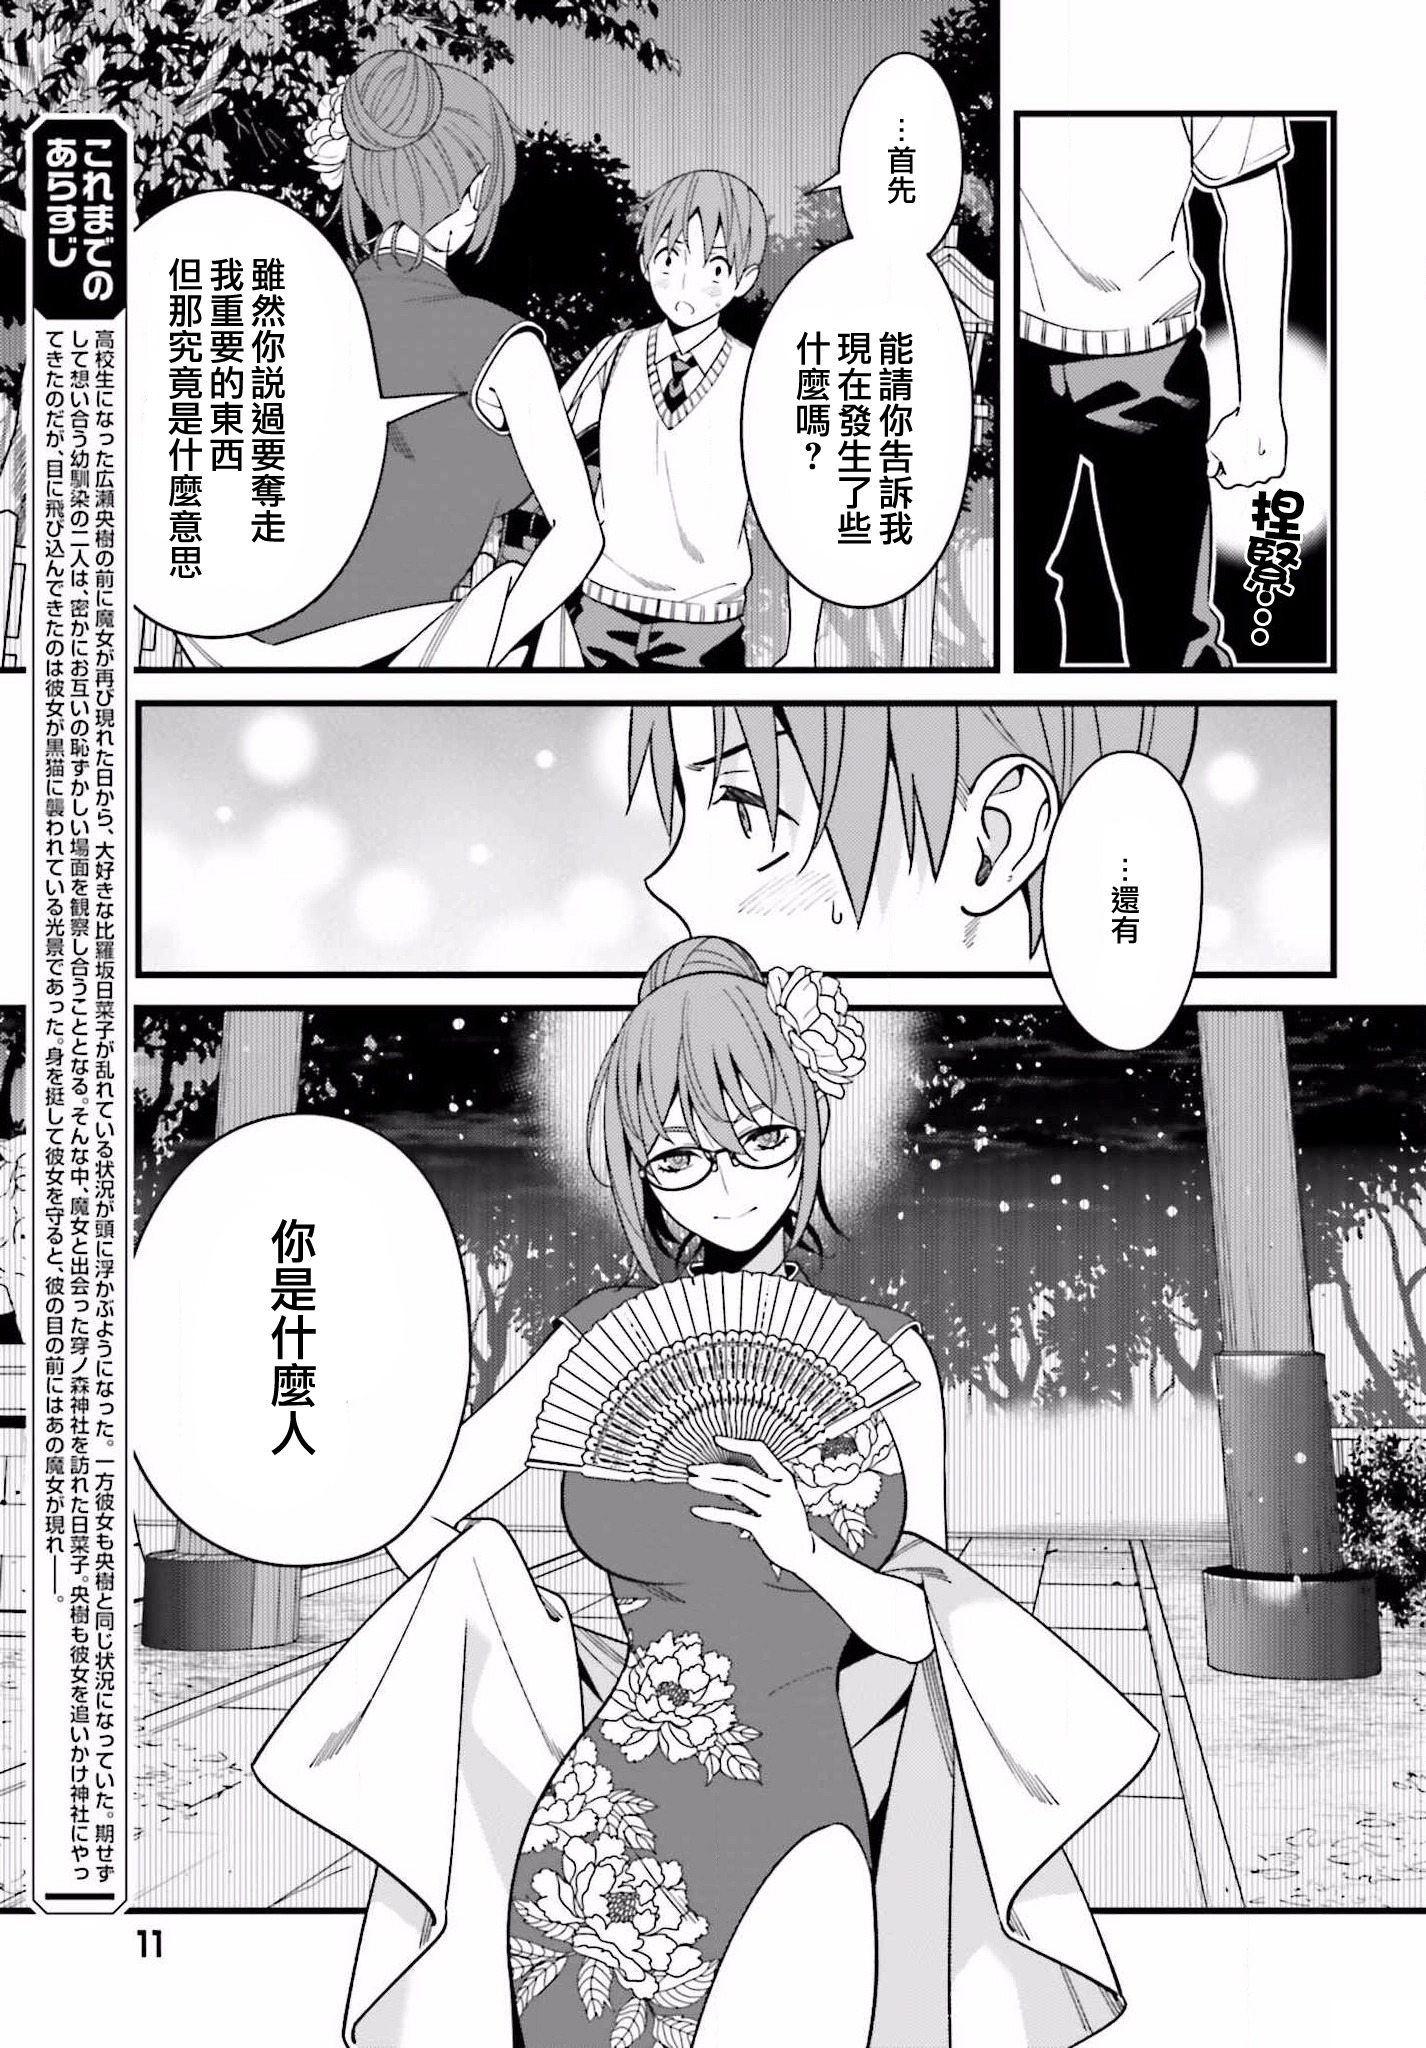 捏緊…
…首先
能請你告訴我
現在發生了些
什麼嗎？
雖然你説過要奪走
我重要的東西
但那究竟是什麼意思
…還有
你是什麼人
これまでの
あらすじ
高校生になった広瀬央樹の前に魔女が再び現れた日から、大好きな比羅坂日菜子が乱れている状況が頭に浮かぶようになった。一方彼女も央樹と同じ状況になっていた。期せず
して想い合う幼馴染の二人は、密かにお互いの恥ずかしい場面を観察し合うこととなる。そんな中、魔女と出会った穿ノ森神社を訪れた日菜子。央樹も彼女を追いかけ神社にやっ
てきたのだが、目に飛び込んできたのは彼女が黒猫に襲われている光景であった。身を挺して彼女を守ると、彼の目の前にはあの魔女が現れ――。
11